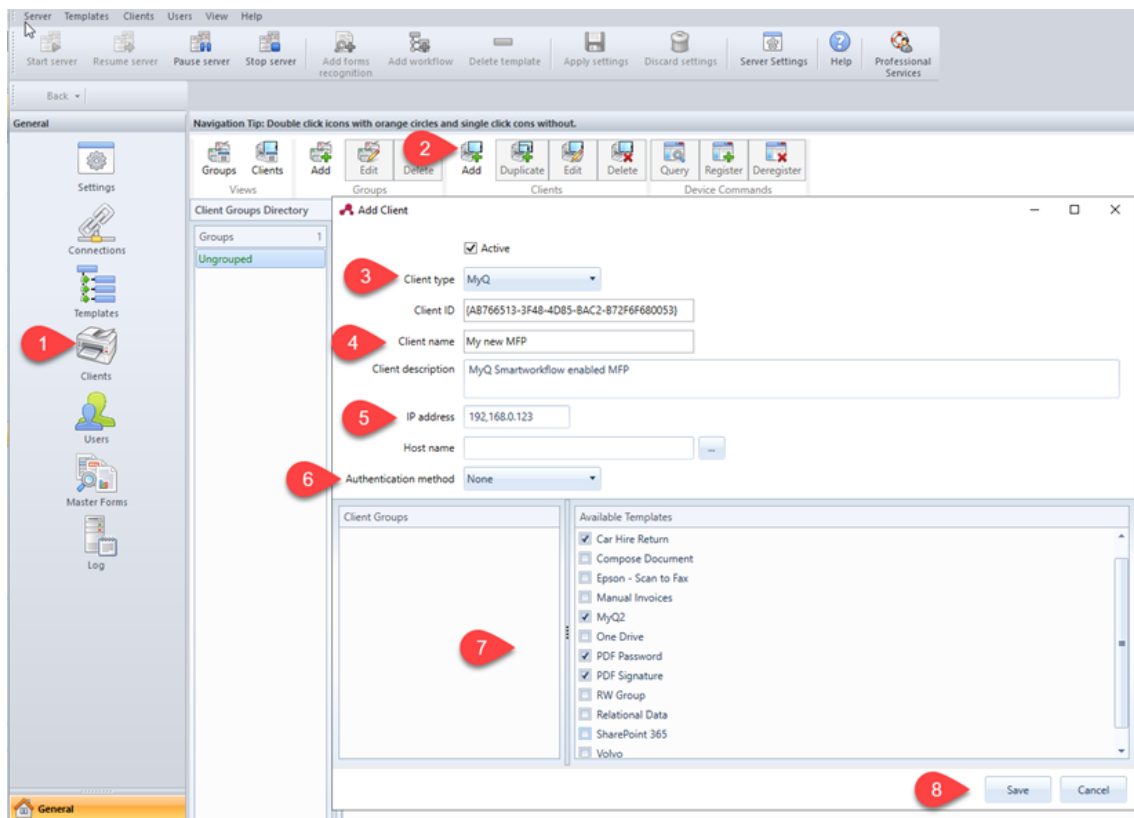 Server Templates Clients Users View Help
Start server Resume server Pause server Stop server Add forms recognition Add workflow Delete template Apply settings Discard settings Server Settings Help Professional Services
Back
General
Navigation Tip: Double click icons with orange circles and single click cons without.
2
Groups Clients Add Edit Delete Add Duplicate Edit Delete Query Register Deregister
Views Groups Clients Device Commands
Settings
Connections
Templates
1
Clients
Users
Master Forms
Log
General
Client Groups Directory
Groups 1
Ungrouped
Add Client
Active
3 Client type MyQ
Client ID {AB766513-3F48-4D85-8AC2-B72F6F680053}
4 Client name My new MFP
Client description MyQ Smartworkflow enabled MFP
5 IP address 192,168.0.123
Host name ...
6 Authentication method None
Client Groups
7
Available Templates
Car Hire Return
Compose Document
Epson - Scan to Fax
Manual Invoices
MyQ2
One Drive
PDF Password
PDF Signature
RW Group
Relational Data
SharePoint 365
Volvo
8 Save Cancel